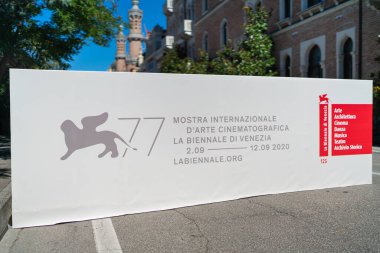 77
MOSTRA INTERNAZIONALE
D'ARTE CINEMATOGRAFICA
LA BIENNALE DI VENEZIA
2.09 12.09 2020
LABIENNALE.ORG
La Biennale di Venezia
125
Arte
Architettura
Cinema
Danza
Musica
Teatro
Archivio Storico